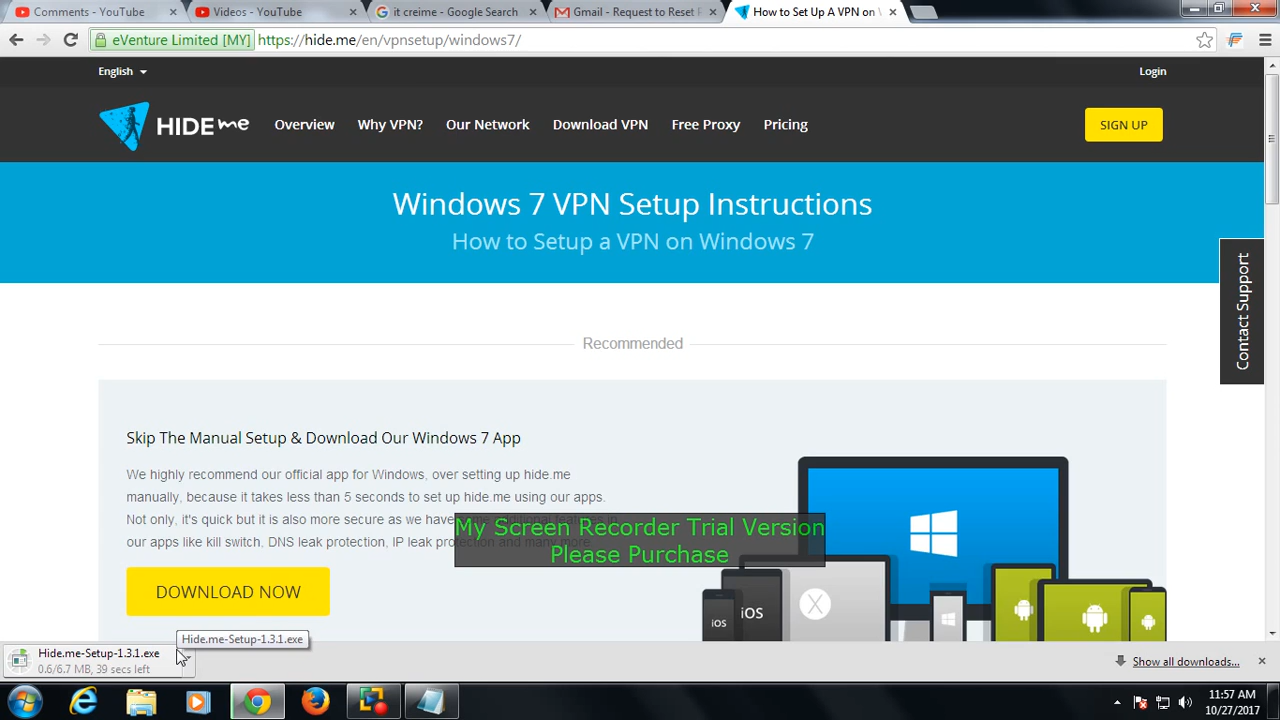 Comments - YouTube
Videos - YouTube
it creime - Google Search
Gmail - Request to Reset
How to Set Up A VPN on
eVenture Limited [MY]
https://hide.me/en/vpnsetup/windows7/
English
Login
HIDE me
Overview
Why VPN?
Our Network
Download VPN
Free Proxy
Pricing
SIGN UP
Windows 7 VPN Setup Instructions
How to Setup a VPN on Windows 7
Contact Support
Recommended
Skip The Manual Setup & Download Our Windows 7 App
We highly recommend our official app for Windows, over setting up hide.me
manually, because it takes less than 5 seconds to set up hide.me using our apps.
Not only, it's quick but it is also more secure as we have
our apps like kill switch, DNS leak protection, IP leak protection and many more.
My Screen Recorder Trial Version
Please Purchase
DOWNLOAD NOW
iOS
iOS
X
Hide.me-Setup-1.3.1.exe
Hide.me-Setup-1.3.1.exe
0.6/6.7 MB, 39 secs left
Show all downloads...
11:57 AM
10/27/2017